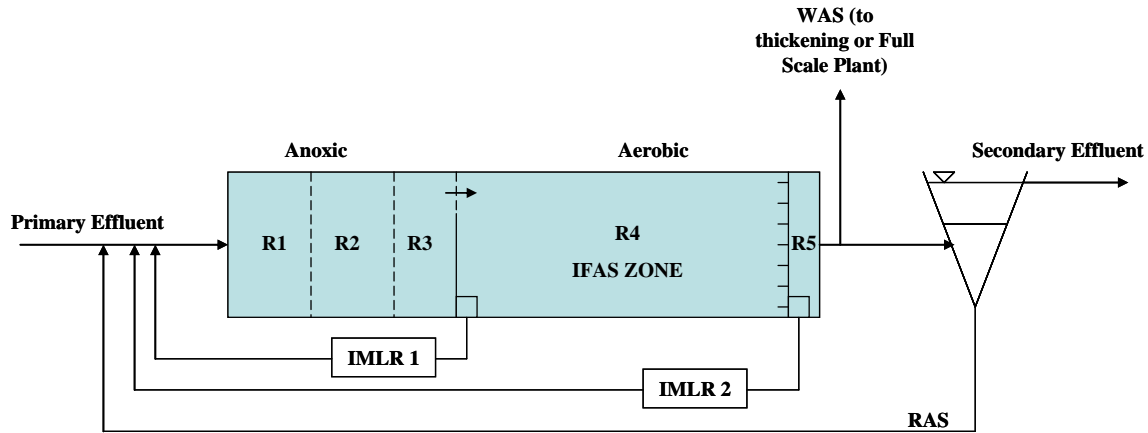 WAS (to
thickening or Full
Scale Plant)
Anoxic
Aerobic
Secondary Effluent
Primary Effluent
R1
R2
R3
R4
IFAS ZONE
R5
IMLR 1
IMLR 2
RAS